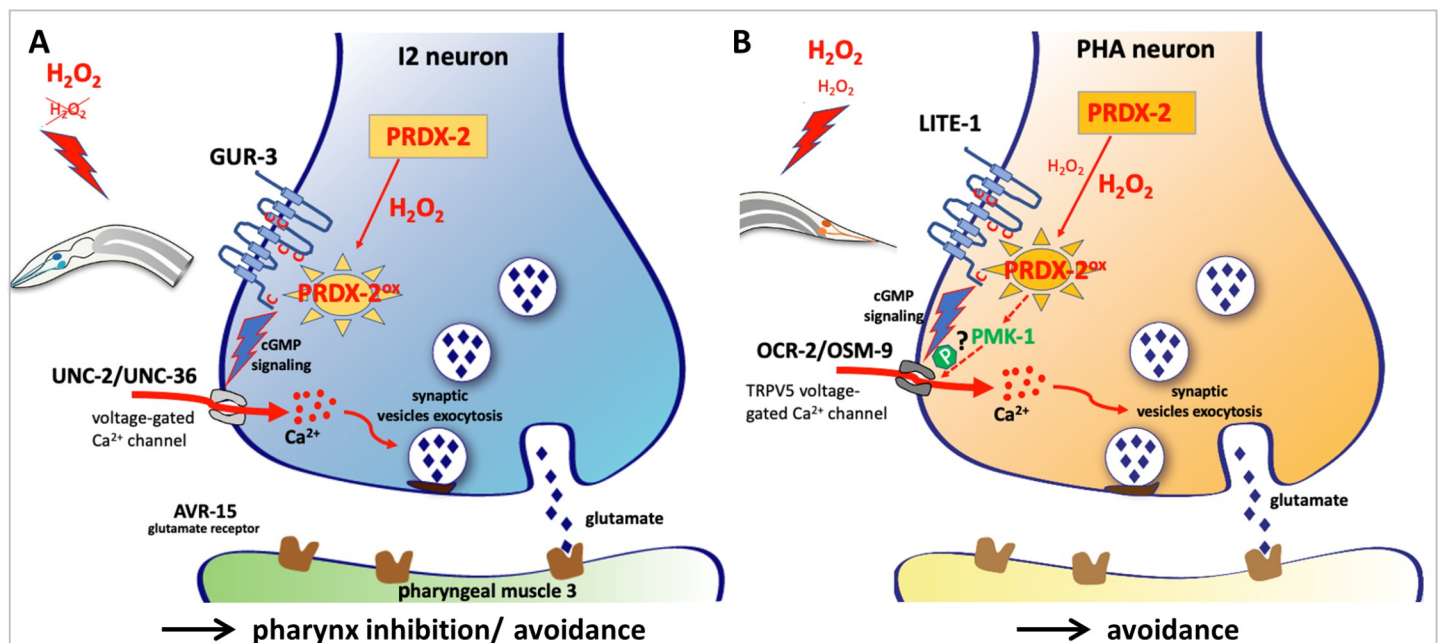 A
H₂O₂
H₂O₂
I2 neuron
PRDX-2
GUR-3
H₂O₂
C
C
C
C
C
C
PRDX-2ᵒˣ
cGMP
signaling
UNC-2/UNC-36
voltage-gated
Ca²⁺ channel
Ca²⁺
synaptic
vesicles exocytosis
AVR-15
glutamate receptor
glutamate
pharyngeal muscle 3
pharynx inhibition/ avoidance
B
H₂O₂
H₂O₂
PHA neuron
PRDX-2
LITE-1
H₂O₂
H₂O₂
C
C
C
C
PRDX-2ᵒˣ
cGMP
signaling
P
?
PMK-1
OCR-2/OSM-9
TRPV5 voltage-
gated Ca²⁺ channel
Ca²⁺
synaptic
vesicles exocytosis
glutamate
avoidance